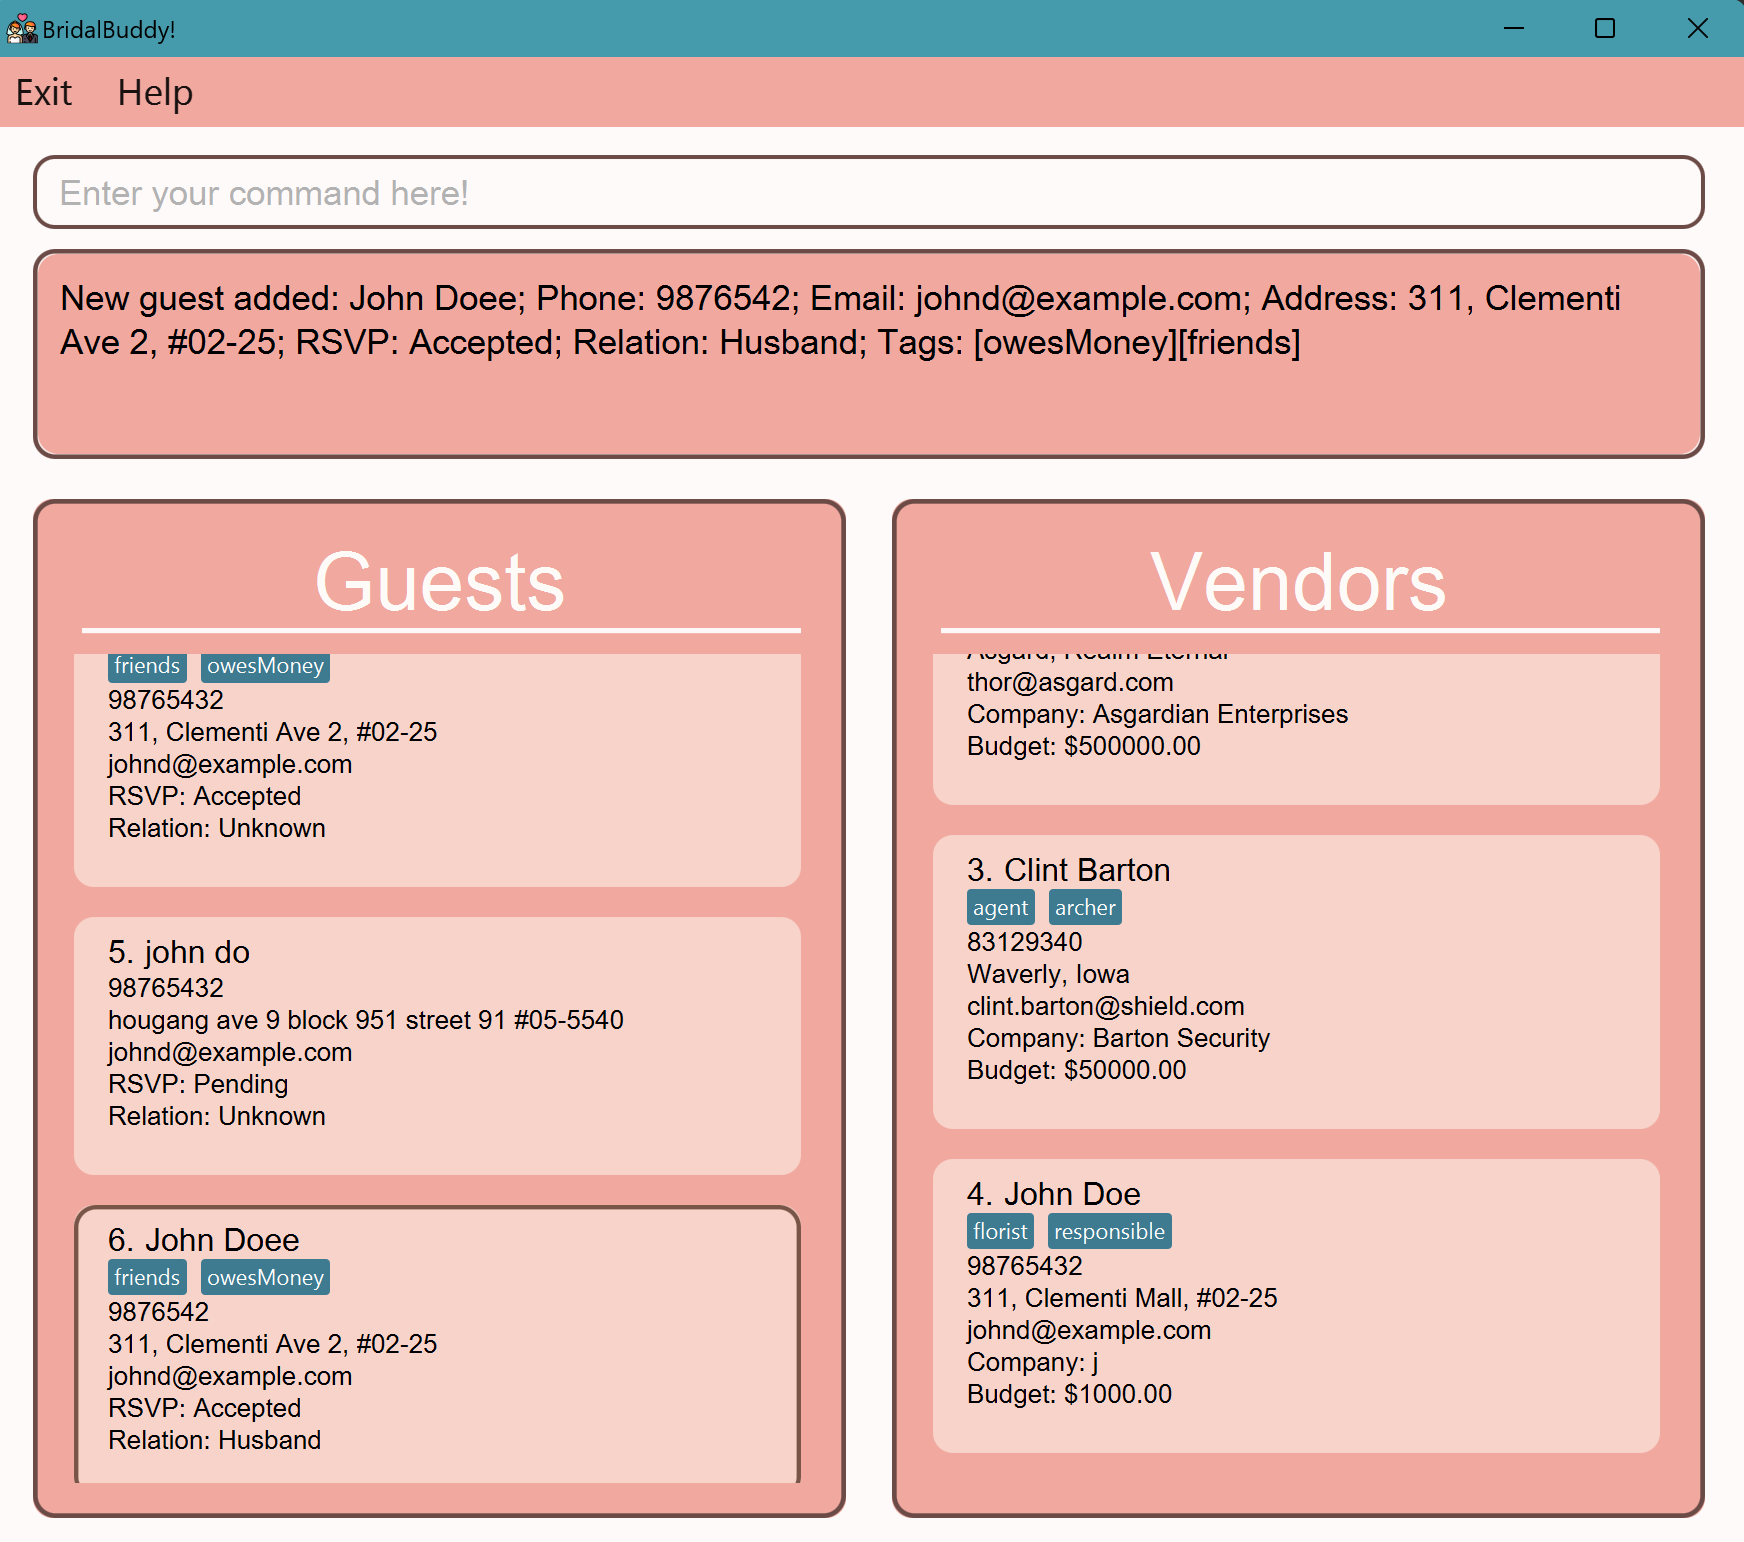 BridalBuddy!
Exit Help
Enter your command here!
New guest added: John Doee; Phone: 9876542; Email: johnd@example.com; Address: 311, Clementi
Ave 2, #02-25; RSVP: Accepted; Relation: Husband; Tags: [owesMoney][friends]
Guests
friends owesMoney
98765432
311, Clementi Ave 2, #02-25
johnd@example.com
RSVP: Accepted
Relation: Unknown
5. john do
98765432
hougang ave 9 block 951 street 91 #05-5540
johnd@example.com
RSVP: Pending
Relation: Unknown
6. John Doee
friends owesMoney
9876542
311, Clementi Ave 2, #02-25
johnd@example.com
RSVP: Accepted
Relation: Husband
Vendors
Asgard, Realm Eternal
thor@asgard.com
Company: Asgardian Enterprises
Budget: $500000.00
3. Clint Barton
agent archer
83129340
Waverly, Iowa
clint.barton@shield.com
Company: Barton Security
Budget: $50000.00
4. John Doe
florist responsible
98765432
311, Clementi Mall, #02-25
johnd@example.com
Company: j
Budget: $1000.00